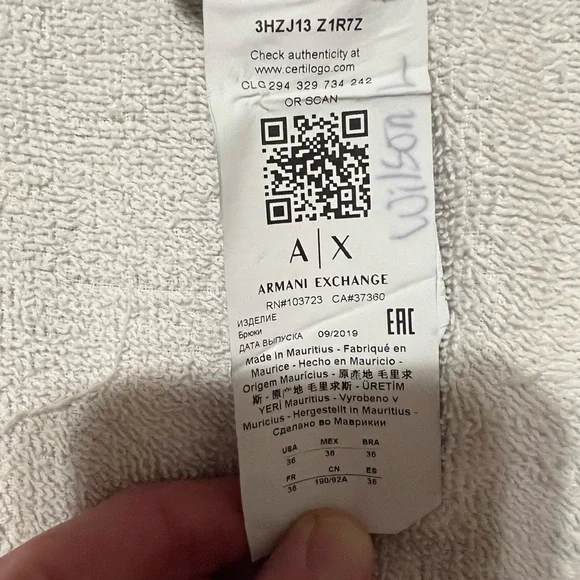 3HZJ13 Z1R7Z
Check authenticity at
www.certilogo.com
CLG 294 329 734 242
OR SCAN
Wilson L
A|X
ARMANI EXCHANGE
RN#103723 CA#37360
ИЗДЕЛИЕ
Брюки
ДАТА ВЫПУСКА 09/2019
EAC
Made in Mauritius - Fabriqué en
Maurice - Hecho en Mauricio -
Origem Maurícius - 原产地 毛里求
斯 - 原產地 毛里求斯 - ÜRETİM
YERİ Mauritius - Vyrobeno v
Muricius - Hergestellt in Mauritius -
Сделано во Маврикии
USA MEX BRA
36 36 36
FR CN ES
36 190/92A 36